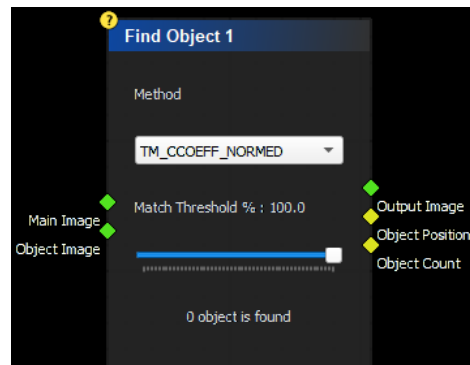 ?
Find Object 1
Method
TM_CCOEFF_NORMED
Match Threshold % : 100.0
Main Image
Object Image
Output Image
Object Position
Object Count
0 object is found